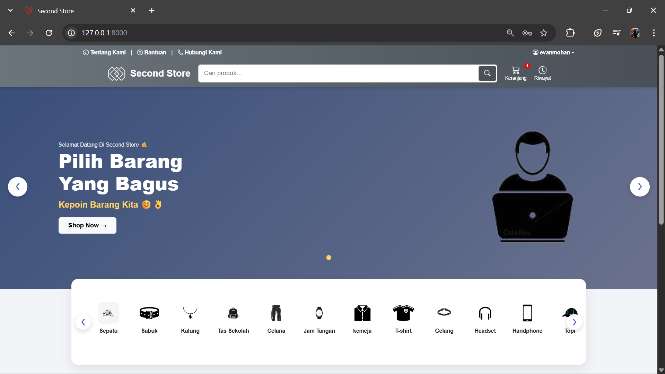 Second Store
127.0.0.1:8000
Tentang Kami | Bantuan | Hubungi Kami
evanmohan
Second Store
Cari produk...
4
Keranjang
Riwayat
Selamat Datang Di Second Store
Pilih Barang
Yang Bagus
Kepoin Barang Kita
Shop Now →
Sepatu
Sabuk
Kalung
Tas Sekolah
Celana
Jam Tangan
kemeja
T-shirt
Gelang
Headset
Handphone
Topi